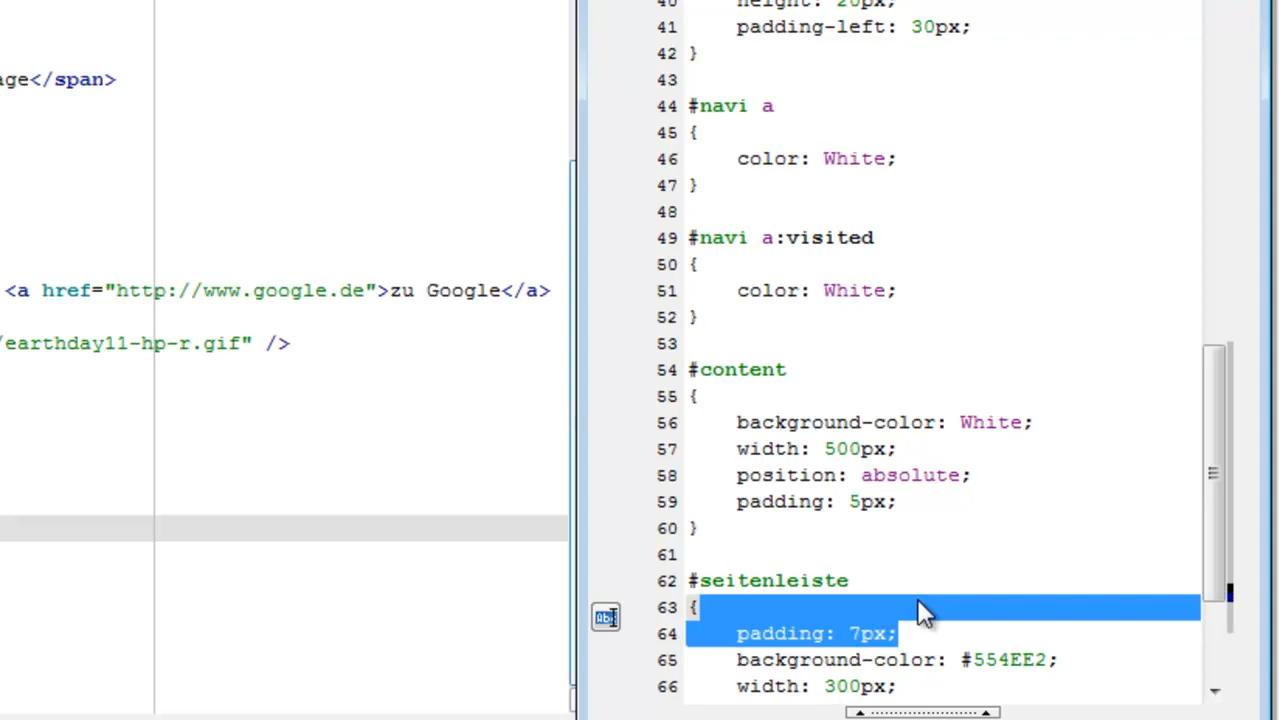 age</span>
<a href="http://www.google.de">zu Google</a>
/earthday11-hp-r.gif" />
40 height: 20px;
41 padding-left: 30px;
42 }
43
44 #navi a
45 {
46 color: White;
47 }
48
49 #navi a:visited
50 {
51 color: White;
52 }
53
54 #content
55 {
56 background-color: White;
57 width: 500px;
58 position: absolute;
59 padding: 5px;
60 }
61
62 #seitenleiste
63 {
64 padding: 7px;
65 background-color: #554EE2;
66 width: 300px;